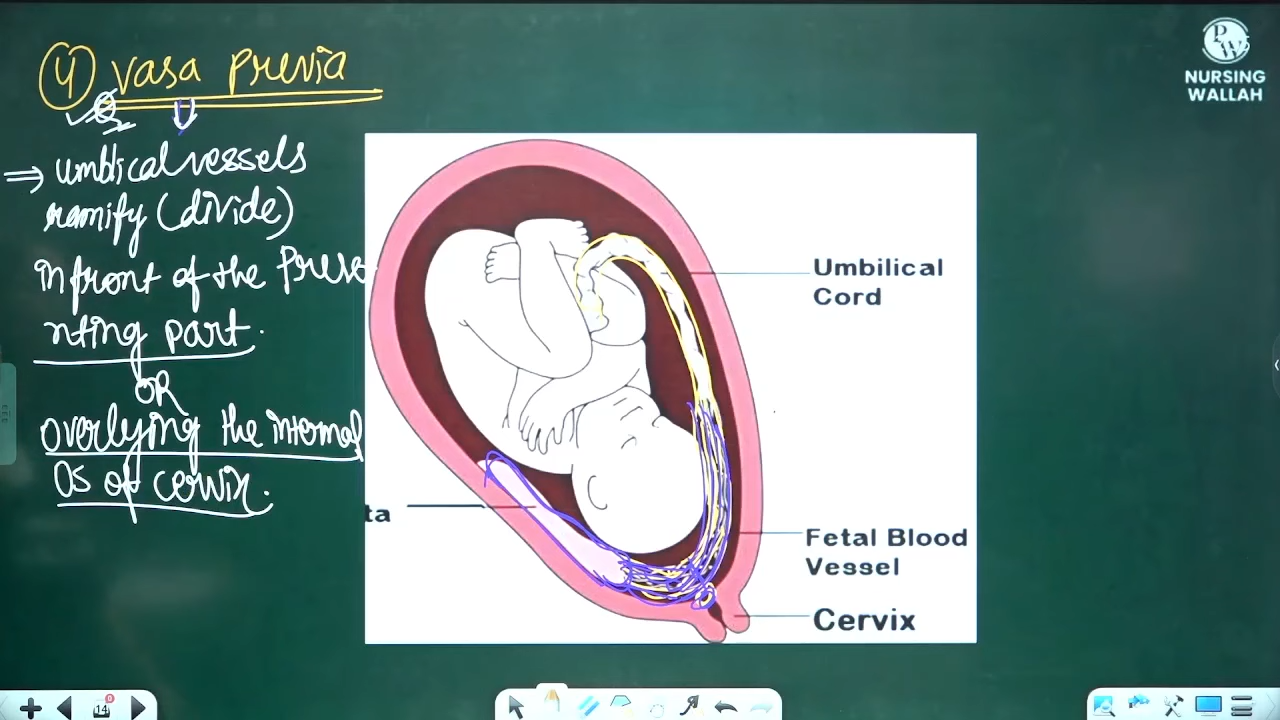 (4) vasa previa
⇒ umblical vessels
ramify (divide)
infront of the Prese
nting part.
OR
overlying the internal
OS of cervix.
PW
NURSING
WALLAH
Umbilical
Cord
ta
Fetal Blood
Vessel
Cervix
14